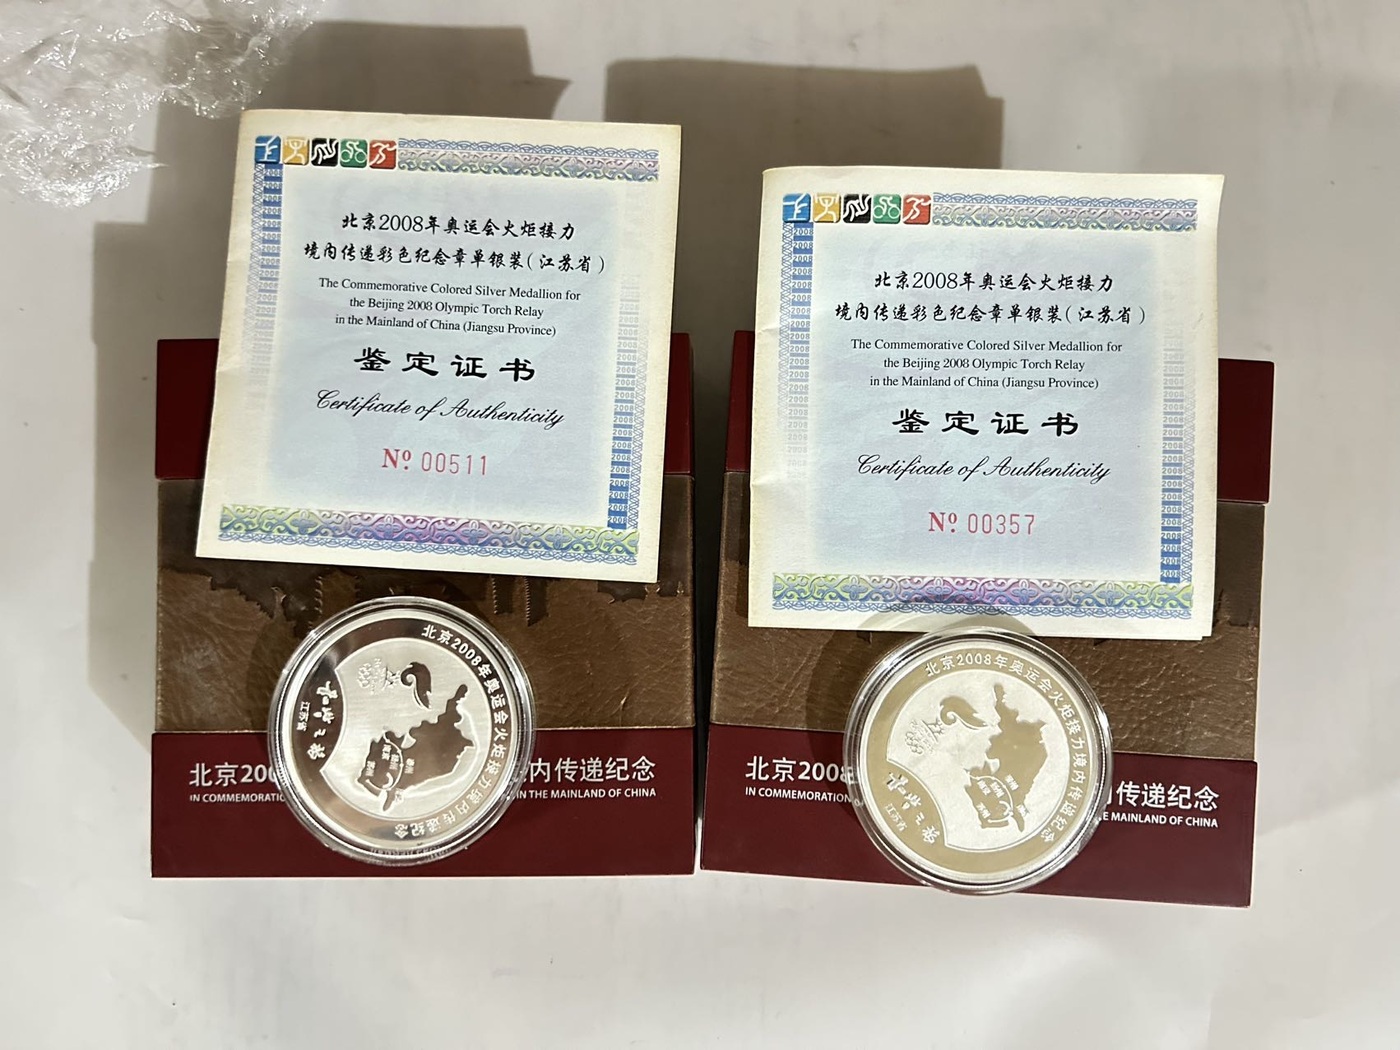 北京2008年奥运会火炬接力
境内传递彩色纪念章单银装(江苏省)
The Commemorative Colored Silver Medallion for
the Beijing 2008 Olympic Torch Relay
in the Mainland of China (Jiangsu Province)
鉴定证书
Certificate of Authenticity
Nº 00511
北京2008年奥运会火炬接力境内传递纪念
江苏省
北京200
内传递纪念
IN COMMEMORATIO
IN THE MAINLAND OF CHINA
北京2008年奥运会火炬接力
境内传递彩色纪念章单银装(江苏省)
The Commemorative Colored Silver Medallion for
the Beijing 2008 Olympic Torch Relay
in the Mainland of China (Jiangsu Province)
鉴定证书
Certificate of Authenticity
Nº 00357
北京2008年奥运会火炬接力境内传递纪念
江苏省
北京2008
传递纪念
IN COMMEMORATION
E MAINLAND OF CHINA